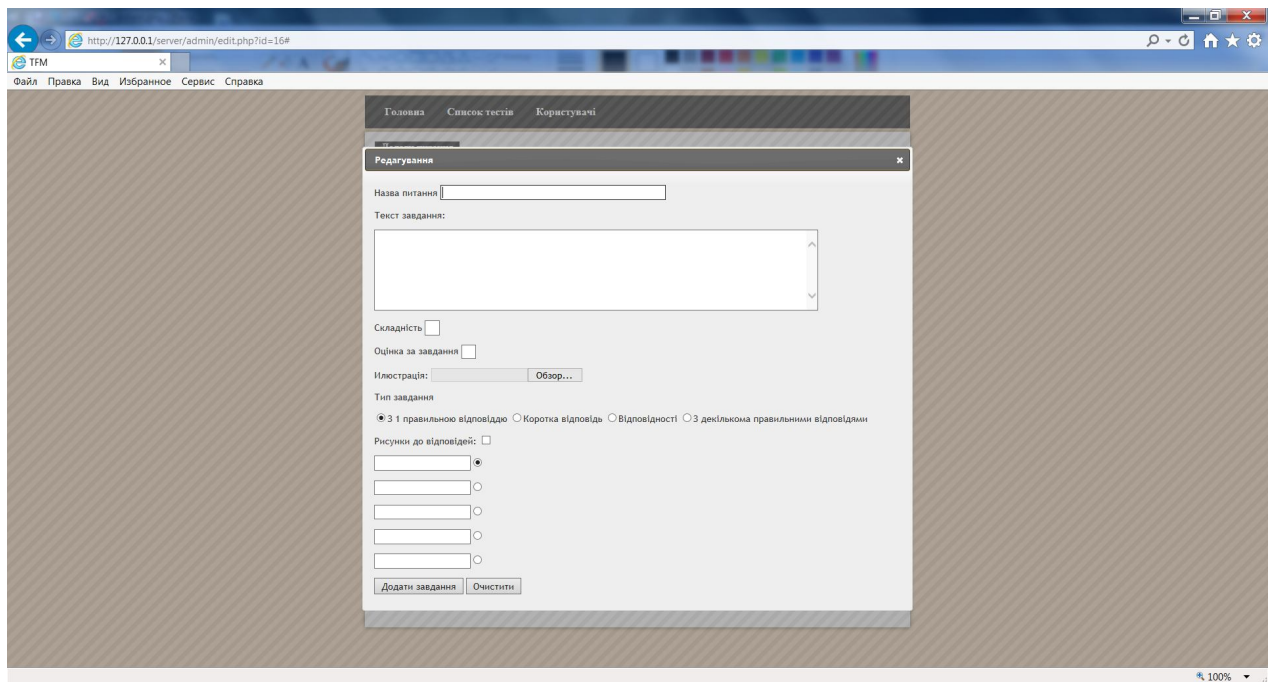 http://127.0.0.1/server/admin/edit.php?id=16#
TFM
Файл Правка Вид Избранное Сервис Справка
Головна Список тестів Користувачі
Редагування
Назва питання
Текст завдання:
Складність
Оцінка за завдання
Илюстрація: Обзор...
Тип завдання
З 1 правильною відповіддю Коротка відповідь Відповідності З декількома правильними відповідями
Рисунки до відповідей:
Додати завдання Очистити
100%